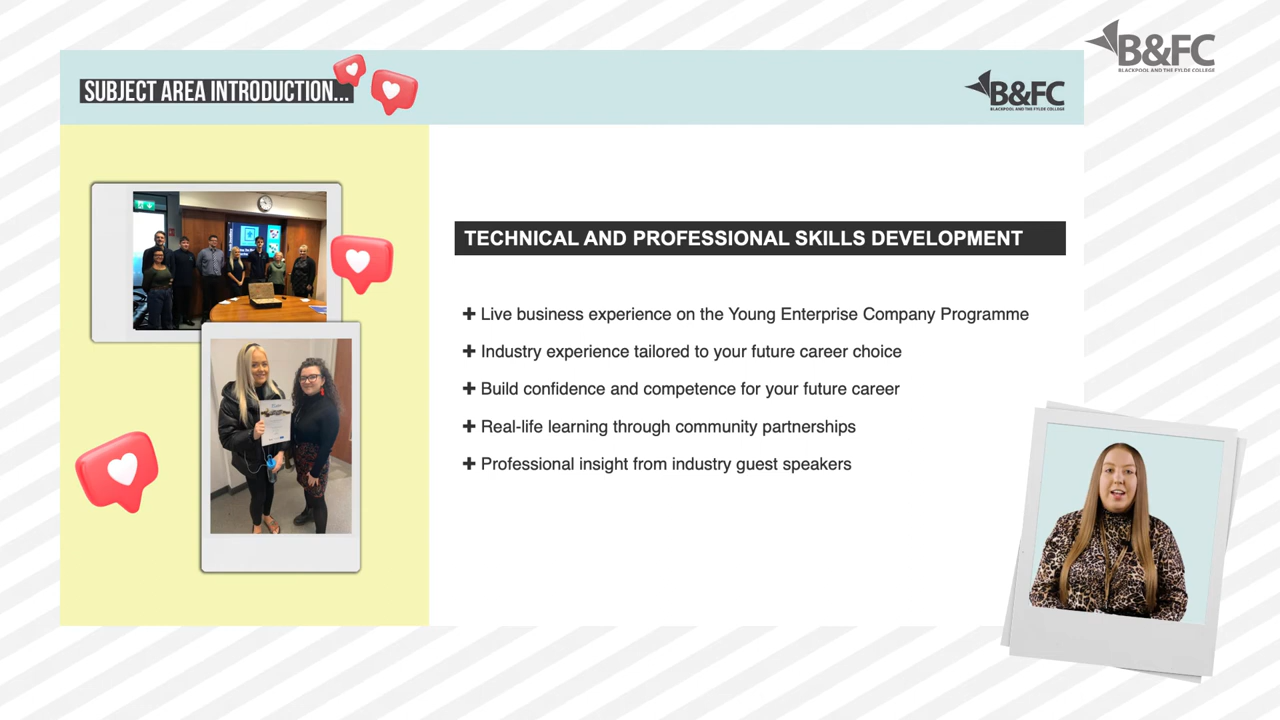 B&FC
BLACKPOOL AND THE FYLDE COLLEGE
SUBJECT AREA INTRODUCTION...
B&FC
BLACKPOOL AND THE FYLDE COLLEGE
TECHNICAL AND PROFESSIONAL SKILLS DEVELOPMENT
+ Live business experience on the Young Enterprise Company Programme
+ Industry experience tailored to your future career choice
+ Build confidence and competence for your future career
+ Real-life learning through community partnerships
+ Professional insight from industry guest speakers